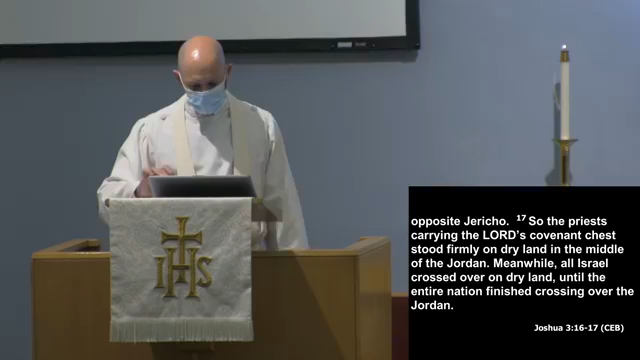 IHS
opposite Jericho. 17 So the priests
carrying the LORD's covenant chest
stood firmly on dry land in the middle
of the Jordan. Meanwhile, all Israel
crossed over on dry land, until the
entire nation finished crossing over the
Jordan.
Joshua 3:16-17 (CEB)